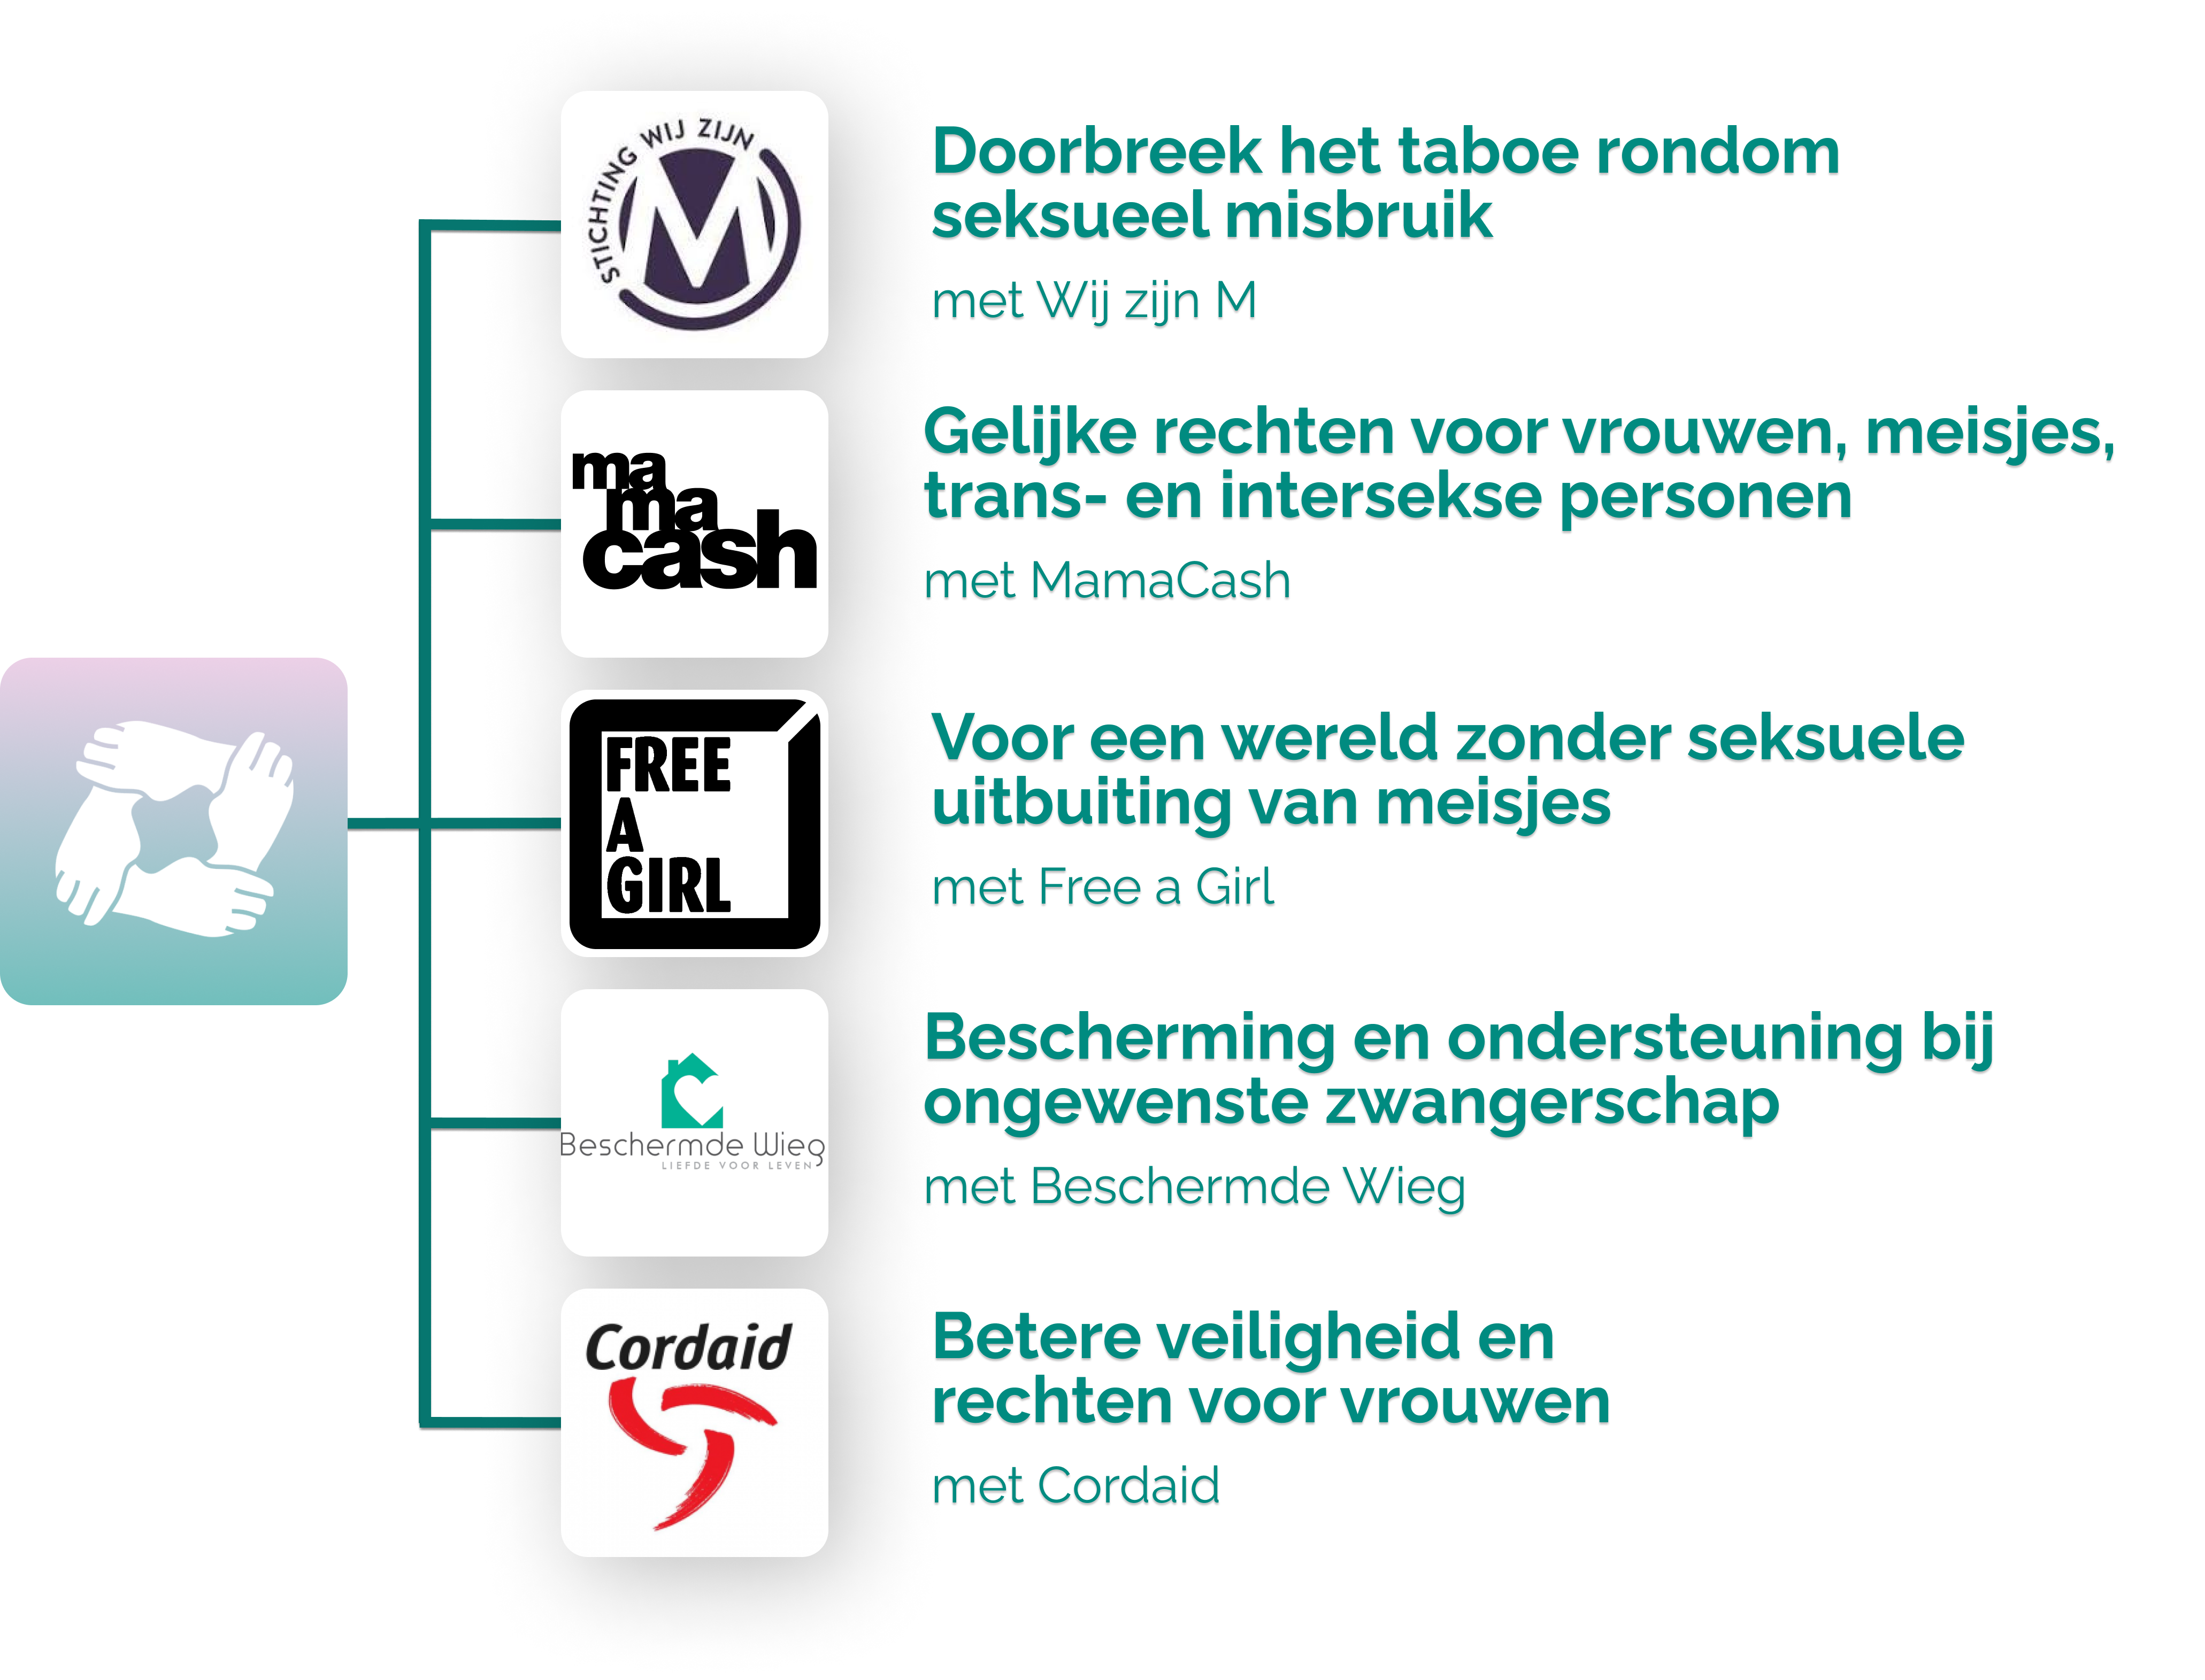 STICHTING WIJ ZIJN
M
Doorbreek het taboe rondom
seksueel misbruik
met Wij zijn M
ma
ma
cash
Gelijke rechten voor vrouwen, meisjes,
trans- en intersekse personen
met MamaCash
FREE
A
GIRL
Voor een wereld zonder seksuele
uitbuiting van meisjes
met Free a Girl
Beschermde Wieg
LIEFDE VOOR LEVEN
Bescherming en ondersteuning bij
ongewenste zwangerschap
met Beschermde Wieg
Cordaid
Betere veiligheid en
rechten voor vrouwen
met Cordaid